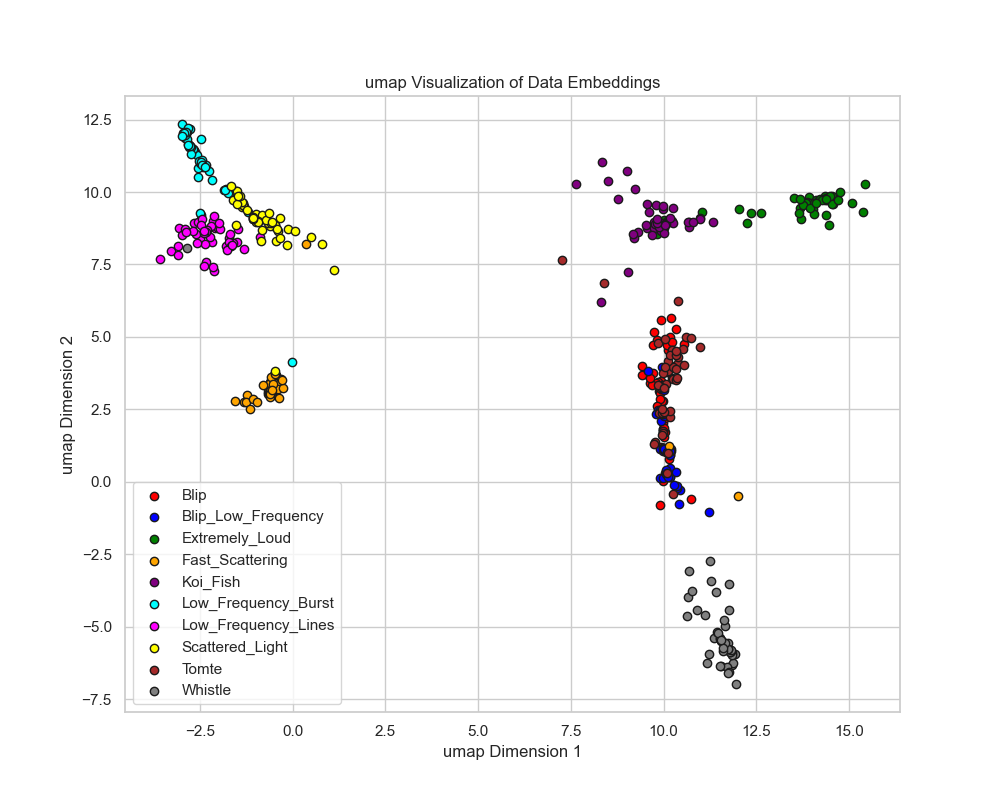 umap Visualization of Data Embeddings
12.5
10.0
7.5
5.0
2.5
0.0
−2.5
−5.0
−7.5
umap Dimension 2
Blip
Blip_Low_Frequency
Extremely_Loud
Fast_Scattering
Koi_Fish
Low_Frequency_Burst
Low_Frequency_Lines
Scattered_Light
Tomte
Whistle
−2.5 0.0 2.5 5.0 7.5 10.0 12.5 15.0
umap Dimension 1